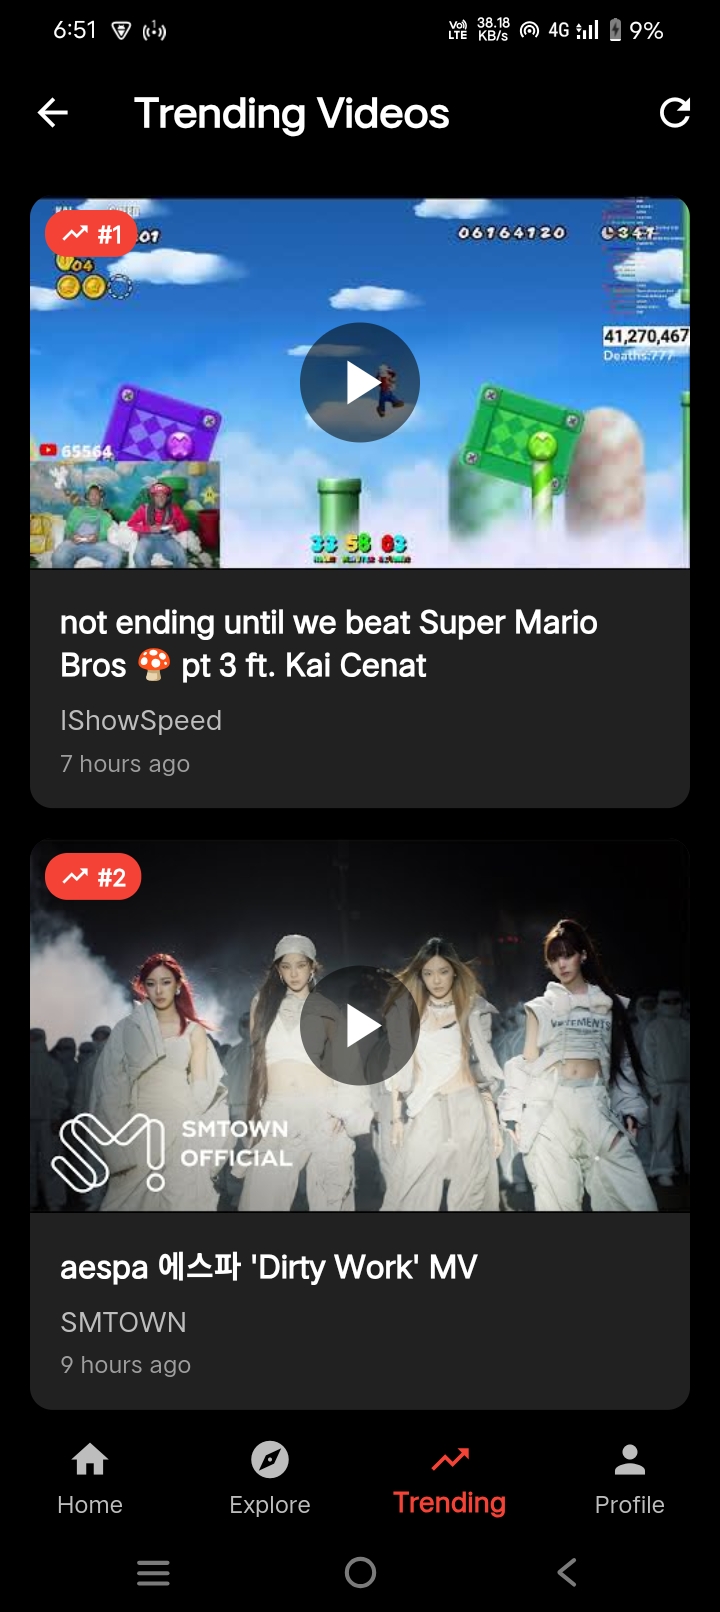 6:51
Vo)
LTE
38.18
KB/s
4G
9%
Trending Videos
#1
01
04
06164120
347
41,270,467
Deaths:777
65564
33 58 03
not ending until we beat Super Mario
Bros 🍄 pt 3 ft. Kai Cenat
IShowSpeed
7 hours ago
#2
VETEMENTS
SMTOWN
OFFICIAL
aespa 에스파 'Dirty Work' MV
SMTOWN
9 hours ago
Home
Explore
Trending
Profile